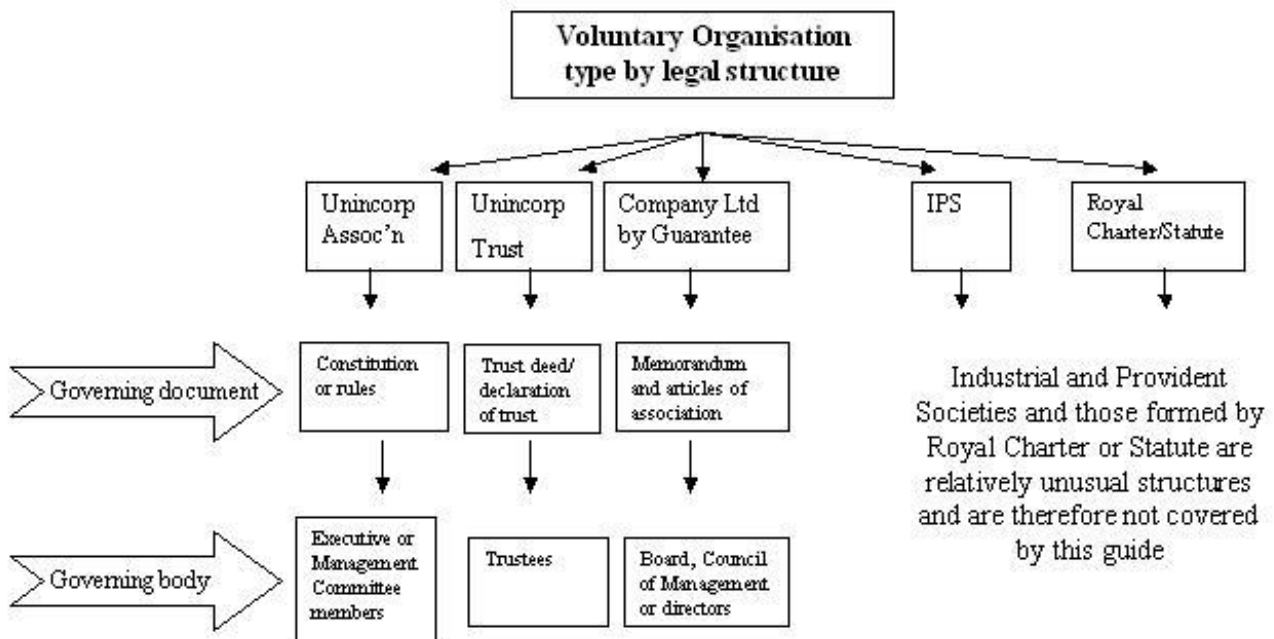 Voluntary Organisation
type by legal structure
Unincorp
Assoc'n
Unincorp
Trust
Company Ltd
by Guarantee
IPS
Royal
Charter/Statute
Governing document
Constitution
or rules
Trust deed/
declaration
of trust
Memorandum
and articles of
association
Industrial and Provident
Societies and those formed by
Royal Charter or Statute are
relatively unusual structures
and are therefore not covered
by this guide
Governing body
Executive or
Management
Committee
members
Trustees
Board, Council
of Management
or directors